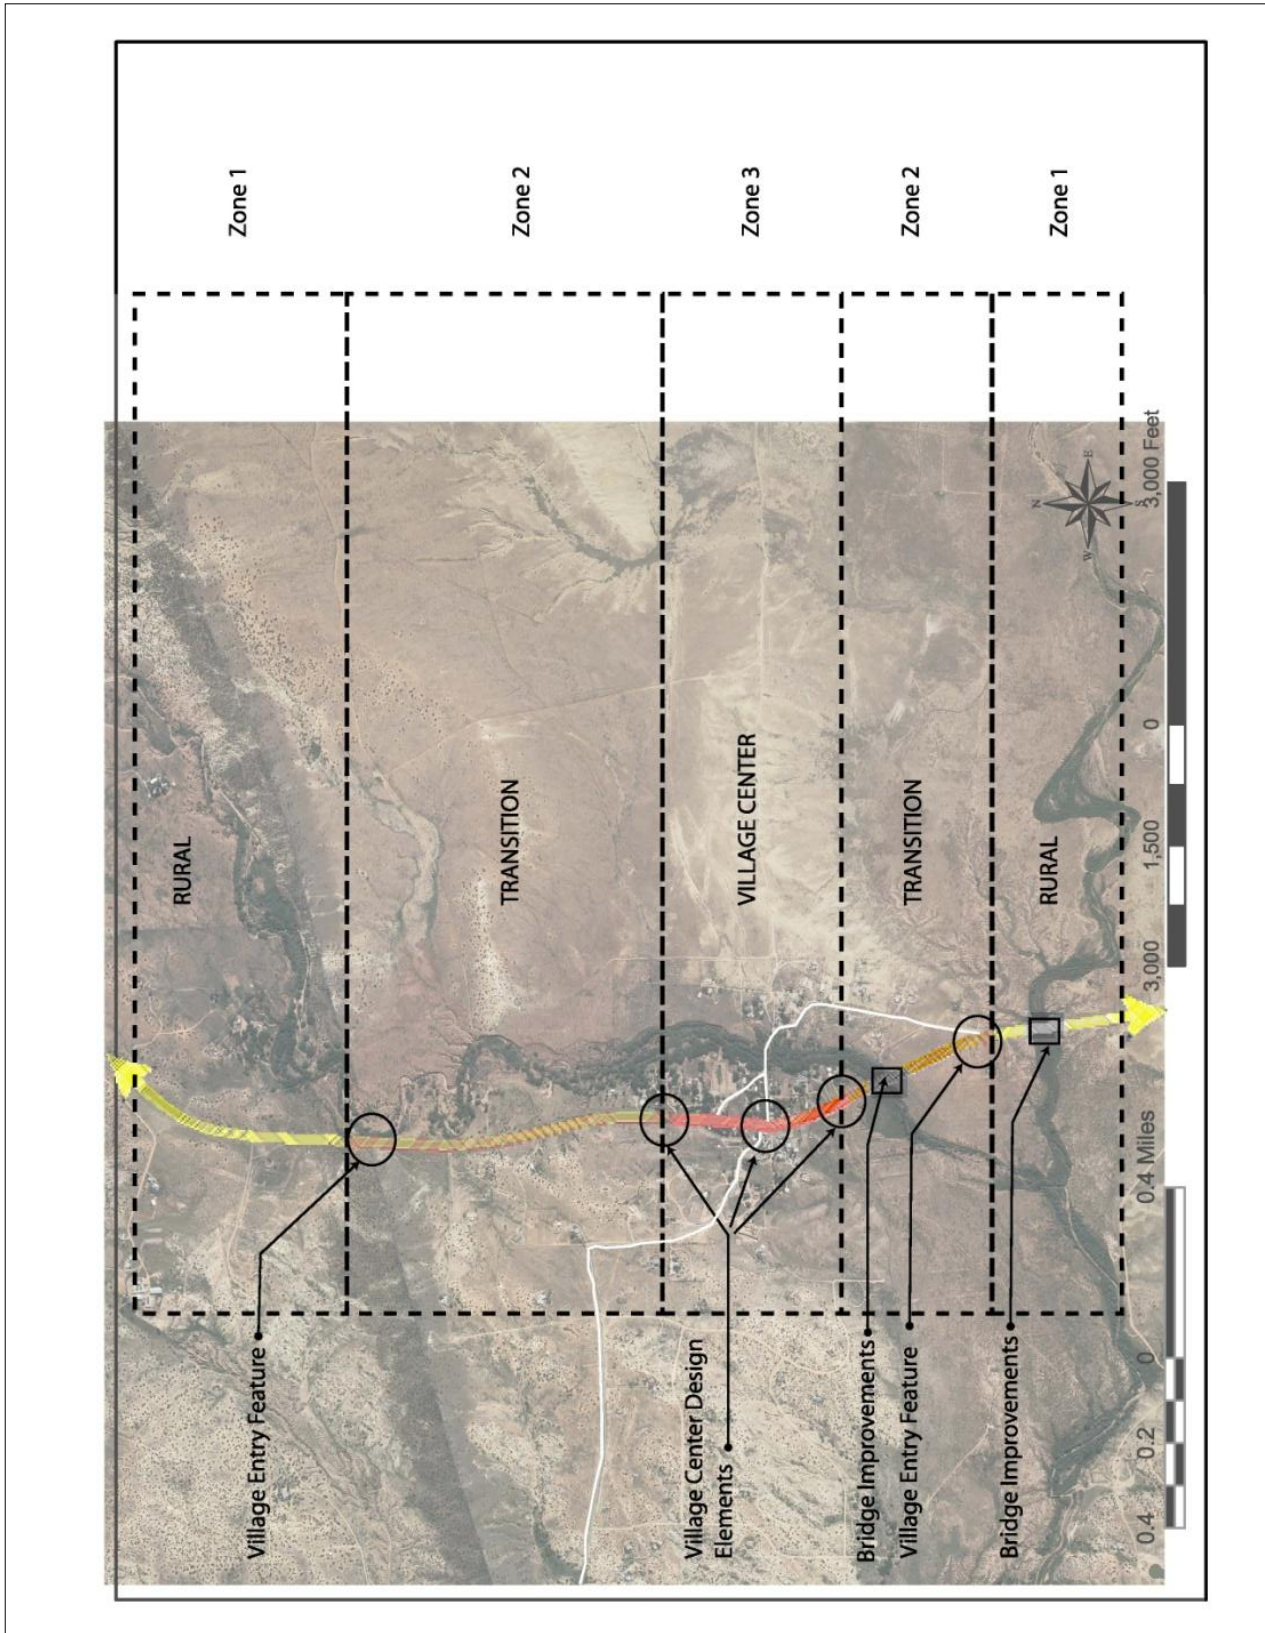 Zone 1
Zone 2
Zone 3
Zone 2
Zone 1
RURAL
TRANSITION
VILLAGE CENTER
TRANSITION
RURAL
Village Entry Feature
Village Center Design
Elements
Bridge Improvements
Village Entry Feature
Bridge Improvements
N
E
S
W
0.4 0.2 0 0.4 Miles
3,000 1,500 0 3,000 Feet